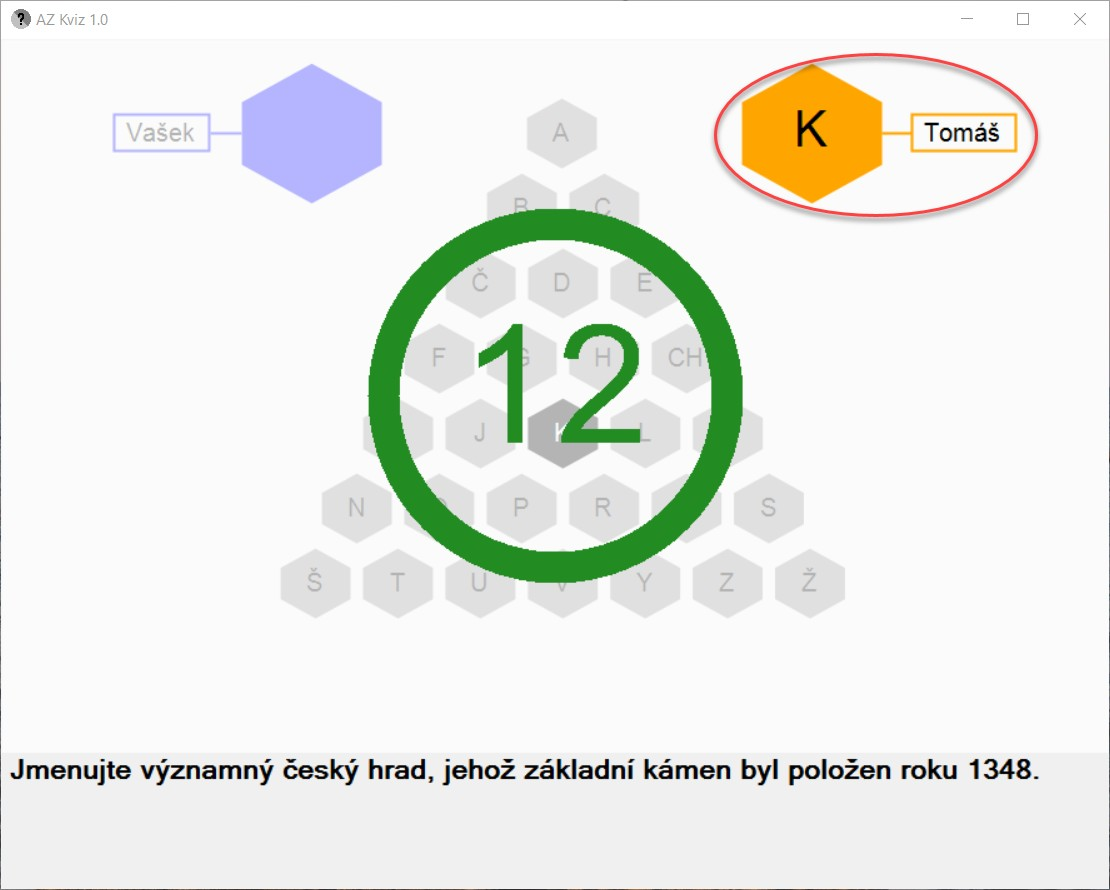 AZ Kviz 1.0
Vašek
K
Tomáš
A
B C
Č D E
F G H CH
12
J K L
N P R S
Š T U V Y Z Ž
Jmenujte významný český hrad, jehož základní kámen byl položen roku 1348.